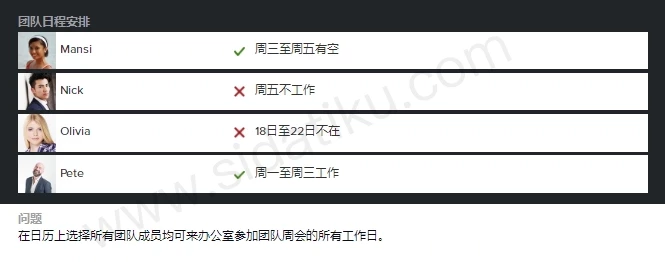 团队日程安排
Mansi 周三至周五有空
Nick 周五不工作
Olivia 18日至22日不在
Pete 周一至周三工作
www.sidatiku.com
问题
在日历上选择所有团队成员均可来办公室参加团队周会的所有工作日。